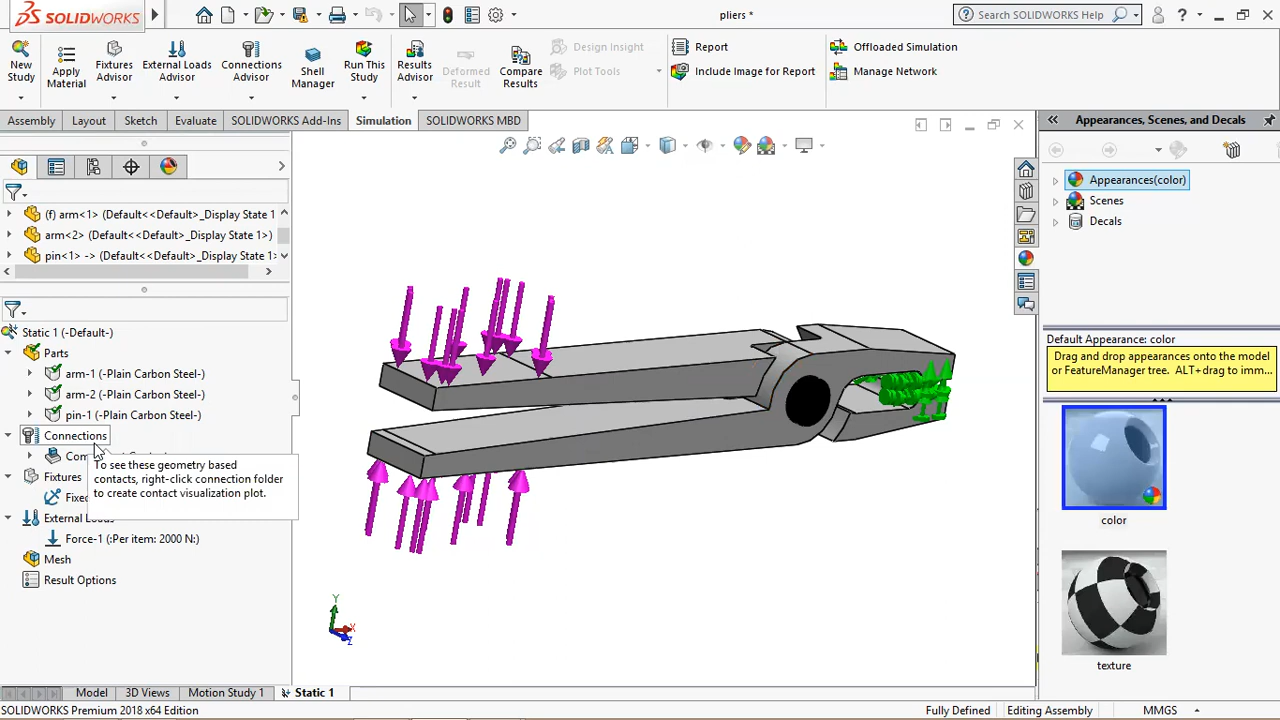 SOLIDWORKS
pliers *
Search SOLIDWORKS Help
New Study
Apply Material
Fixtures Advisor
External Loads Advisor
Connections Advisor
Shell Manager
Run This Study
Results Advisor
Deformed Result
Compare Results
Design Insight
Plot Tools
Report
Include Image for Report
Offloaded Simulation
Manage Network
Assembly
Layout
Sketch
Evaluate
SOLIDWORKS Add-Ins
Simulation
SOLIDWORKS MBD
(f) arm<1> (Default<<Default>_Display State 1
arm<2> (Default<<Default>_Display State 1>)
pin<1> -> (Default<<Default>_Display State 1>
Static 1 (-Default-)
Parts
arm-1 (-Plain Carbon Steel-)
arm-2 (-Plain Carbon Steel-)
pin-1 (-Plain Carbon Steel-)
Connections
To see these geometry based
contacts, right-click connection folder
to create contact visualization plot.
Fixtures
External Loads
Force-1 (:Per item: 2000 N:)
Mesh
Result Options
Y
X
Z
Appearances, Scenes, and Decals
Appearances(color)
Scenes
Decals
Default Appearance: color
Drag and drop appearances onto the model
or FeatureManager tree. ALT+drag to imm...
color
texture
Model
3D Views
Motion Study 1
Static 1
SOLIDWORKS Premium 2018 x64 Edition
Fully Defined
Editing Assembly
MMGS